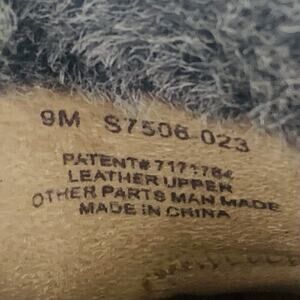 9M S7506-023
PATENT# 7171764
LEATHER UPPER
OTHER PARTS MAN MADE
MADE IN CHINA